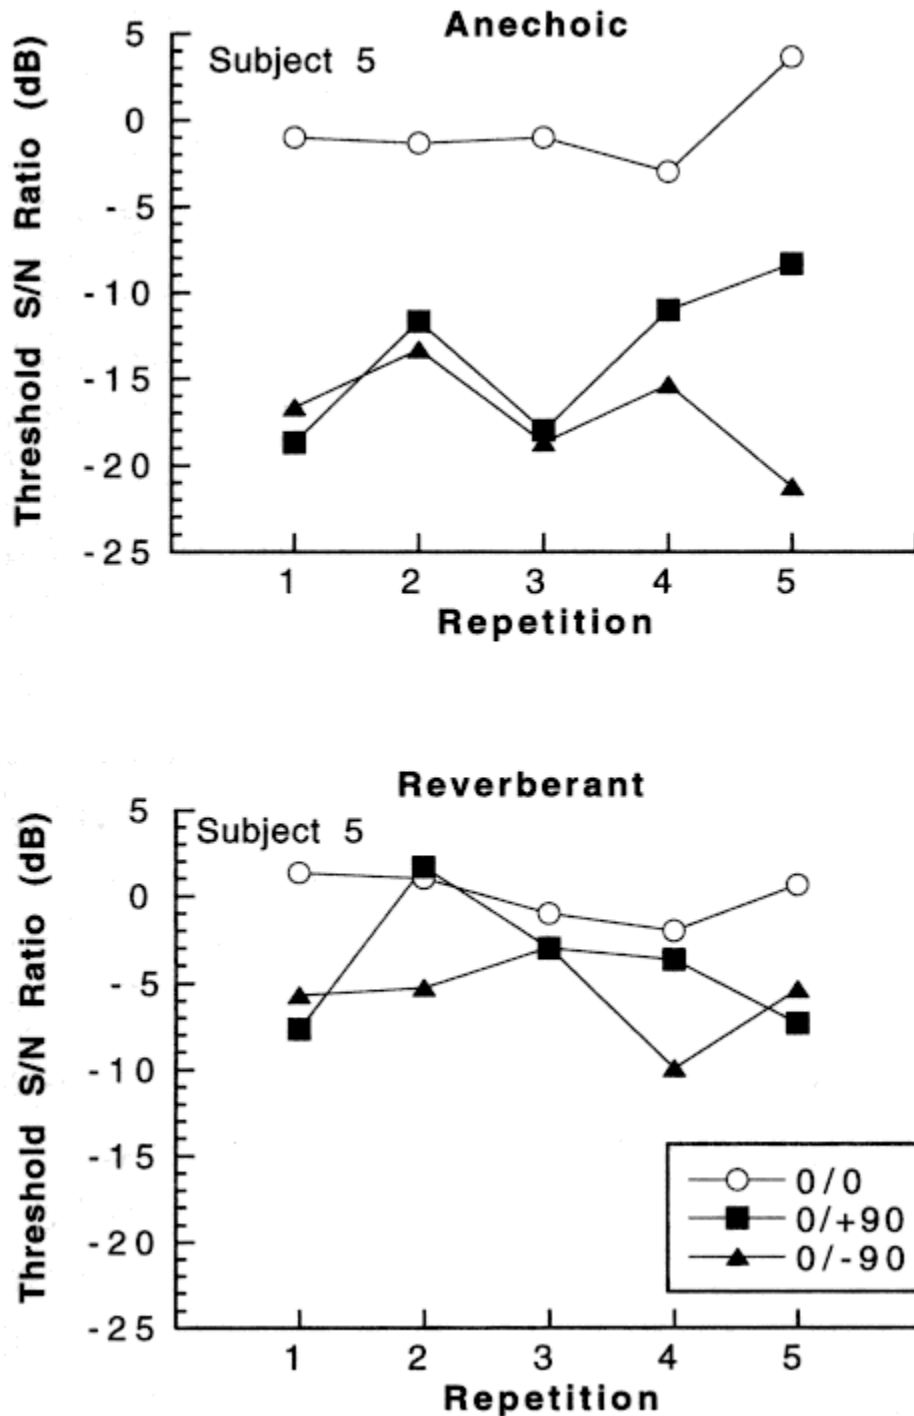 Anechoic
Subject 5
Threshold S/N Ratio (dB)
5
0
-5
-10
-15
-20
-25
1 2 3 4 5
Repetition
Reverberant
Subject 5
Threshold S/N Ratio (dB)
5
0
-5
-10
-15
-20
-25
0/0
0/+90
0/-90
1 2 3 4 5
Repetition